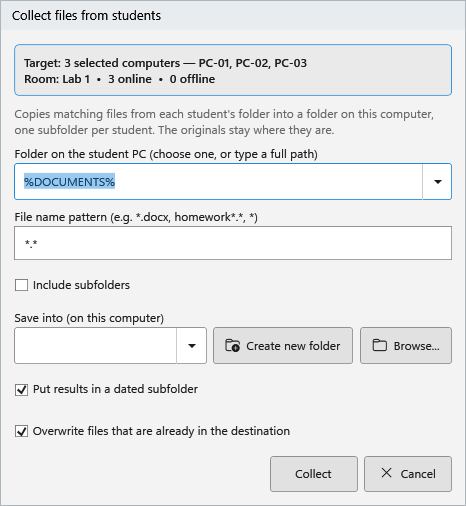 Collect files from students
Target: 3 selected computers — PC-01, PC-02, PC-03
Room: Lab 1 • 3 online • 0 offline
Copies matching files from each student's folder into a folder on this computer,
one subfolder per student. The originals stay where they are.
Folder on the student PC (choose one, or type a full path)
%DOCUMENTS%
File name pattern (e.g. *.docx, homework*.*, *)
*.*
Include subfolders
Save into (on this computer)
Create new folder
Browse...
Put results in a dated subfolder
Overwrite files that are already in the destination
Collect
Cancel